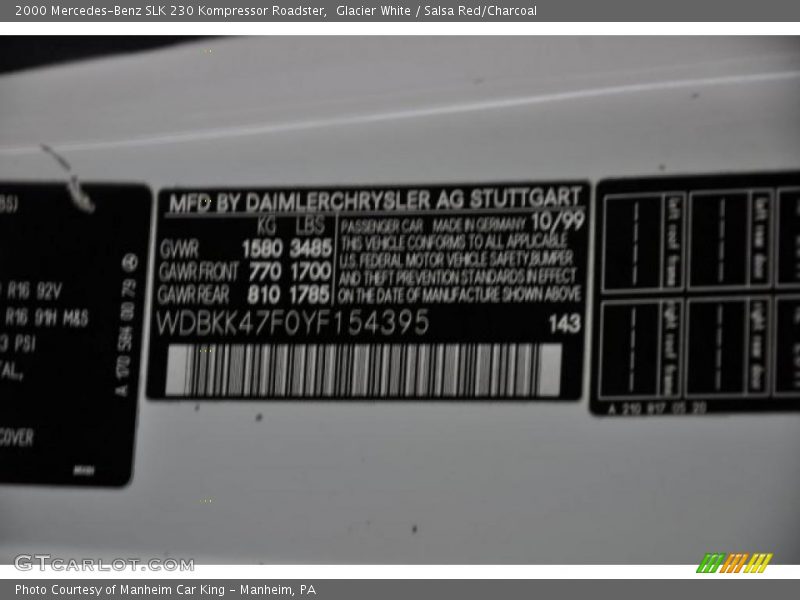 2000 Mercedes-Benz SLK 230 Kompressor Roadster,  Glacier White / Salsa Red/Charcoal
R16 92V
R16 91H M&S
PSI
COVER
A 170 584 00 79
MFD BY DAIMLERCHRYSLER AG STUTTGART
KG LBS
GVWR 1580 3485
GAWR FRONT 770 1700
GAWR REAR 810 1785
PASSENGER CAR MADE IN GERMANY 10/99
THIS VEHICLE CONFORMS TO ALL APPLICABLE
U.S. FEDERAL MOTOR VEHICLE SAFETY, BUMPER
AND THEFT PREVENTION STANDARDS IN EFFECT
ON THE DATE OF MANUFACTURE SHOWN ABOVE
WDBKK47F0YF154395 143
A 210 817 05 20
GTCARLOT.COM
Photo Courtesy of Manheim Car King - Manheim, PA